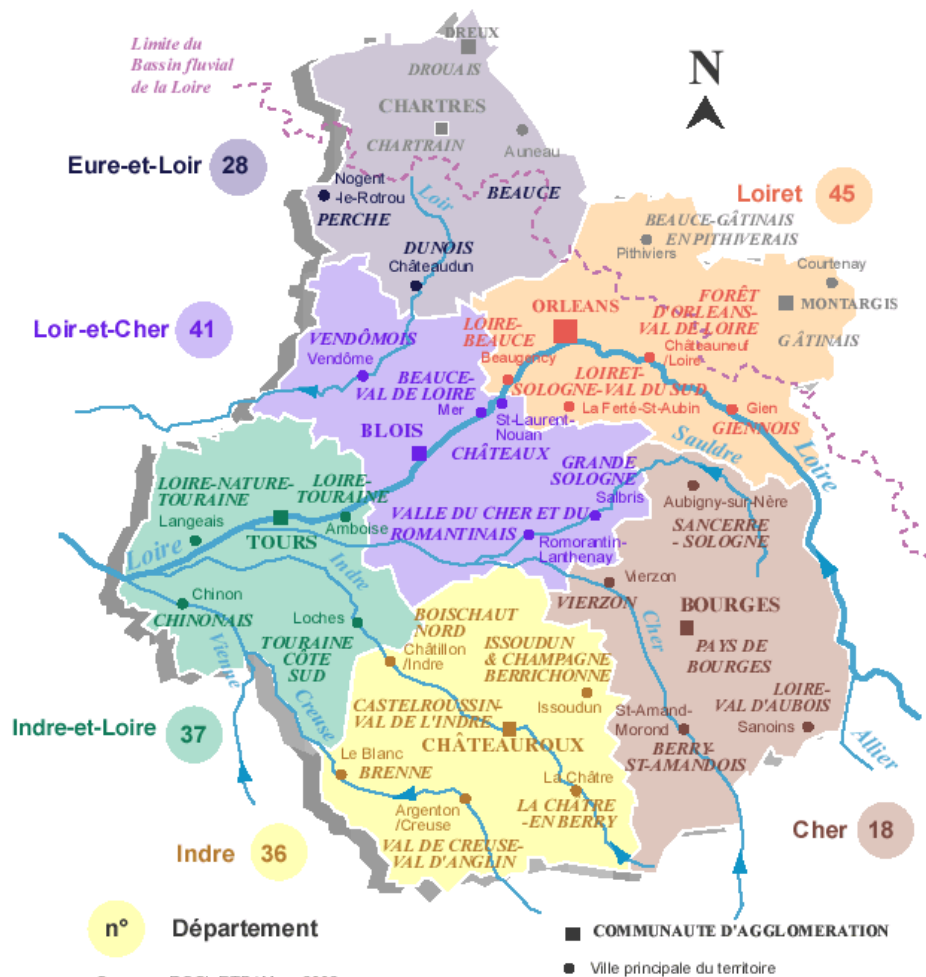 DREUX
Limite du
Bassin fluvial
de la Loire
DROUAIS
N
CHARTRES
CHARTRAIN
Auneau
Eure-et-Loir 28
Nogent
-le-Rotrou
Loir
BEAUCE
PERCHE
Loiret 45
BEAUCE-GÂTINAIS
EN PITHIVERAIS
Pithiviers
DUNOIS
Châteaudun
Courtenay
MONTARGIS
GÂTINAIS
ORLEANS
FORÊT
D'ORLEANS-
VAL DE LOIRE
Châteauneuf
/Loire
Loir-et-Cher 41
VENDÔMOIS
Vendôme
LOIRE-
BEAUCE
Beaugency
LOIRET-
SOLOGNE-VAL DU SUD
La Ferté-St-Aubin
Gien
GIENNOIS
BEAUCE-
VAL DE LOIRE
Mer
St-Laurent-
Nouan
BLOIS
CHÂTEAUX
Sauldre
Loire
GRANDE
SOLOGNE
Salbris
Aubigny-sur-Nère
SANCERRE
- SOLOGNE
LOIRE-NATURE-
TOURAINE
LOIRE-
TOURAINE
Langeais
Amboise
TOURS
VALLE DU CHER ET DU
ROMANTINAIS
Romorantin-
Lanthenay
Loire
Indre
Vierzon
VIERZON
Cher
BOURGES
PAYS DE
BOURGES
Chinon
CHINONAIS
Loches
Vienne
TOURAINE
CÔTE
SUD
Creuse
BOISCHAUT
NORD
Châtillon
/Indre
ISSOUDUN
& CHAMPAGNE
BERRICHONNE
Issoudun
LOIRE-
VAL D'AUBOIS
Sanoins
St-Amand-
Morond
BERRY-
ST-AMANDOIS
Allier
Indre-et-Loire 37
CASTELROUSSIN-
VAL DE L'INDRE
CHÂTEAUROUX
Le Blanc
BRENNE
La Châtre
LA CHÂTRE
-EN BERRY
Argenton
/Creuse
VAL DE CREUSE-
VAL D'ANGLIN
Cher 18
Indre 36
n° Département
COMMUNAUTE D'AGGLOMERATION
Ville principale du territoire